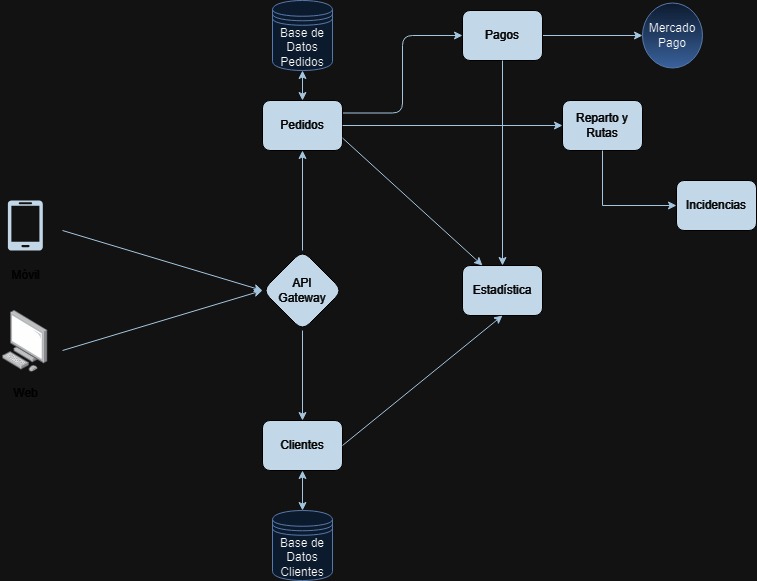 Base de
Datos
Pedidos
Pagos
Mercado
Pago
Pedidos
Reparto y
Rutas
Incidencias
Móvil
API
Gateway
Estadística
Web
Clientes
Base de
Datos
Clientes